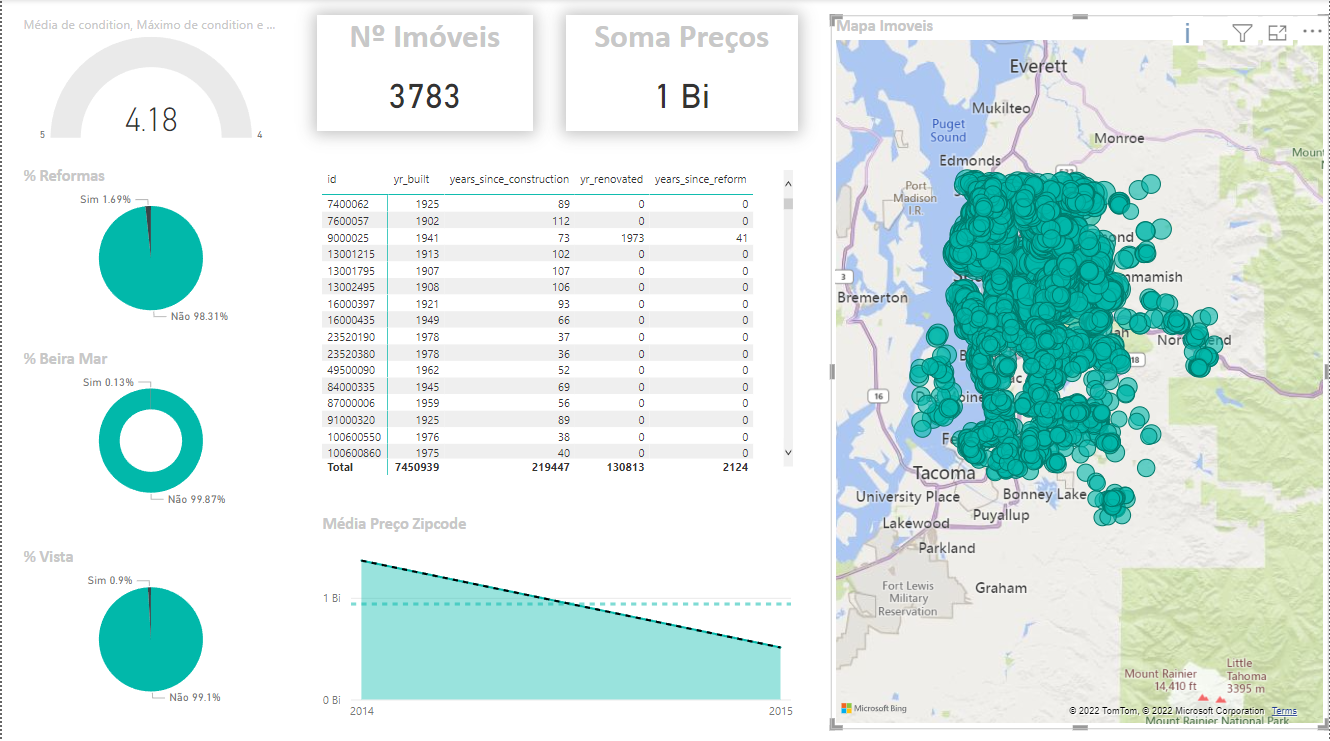 Média de condition, Máximo de condition e ...
4.18
5
4
% Reformas
Sim 1.69%
Não 98.31%
% Beira Mar
Sim 0.13%
Não 99.87%
% Vista
Sim 0.9%
Não 99.1%
Nº Imóveis
3783
Soma Preços
1 Bi
id yr_built years_since_construction yr_renovated years_since_reform
7400062 1925 89 0 0
7600057 1902 112 0 0
9000025 1941 73 1973 41
13001215 1913 102 0 0
13001795 1907 107 0 0
13002495 1908 106 0 0
16000397 1921 93 0 0
16000435 1949 66 0 0
23520190 1978 37 0 0
23520380 1978 36 0 0
49500090 1962 52 0 0
84000335 1945 69 0 0
87000006 1959 56 0 0
91000320 1925 89 0 0
100600550 1976 38 0 0
100600860 1975 40 0 0
Total 7450939 219447 130813 2124
Média Preço Zipcode
1 Bi
0 Bi
2014 2015
Mapa Imoveis
Everett
Mukilteo
Puget
Sound
Monroe
Edmonds
Mount
Port
Madison
I.R.
3
Bremerton
18
16
Tacoma
University Place
Bonney Lake
Puyallup
Lakewood
Parkland
Fort Lewis
Military
Reservation
Graham
Mount Rainier
14,410 ft
Little
Tahoma
3395 m
Microsoft Bing
© 2022 TomTom, © 2022 Microsoft Corporation Terms
Mount Rainier National Park